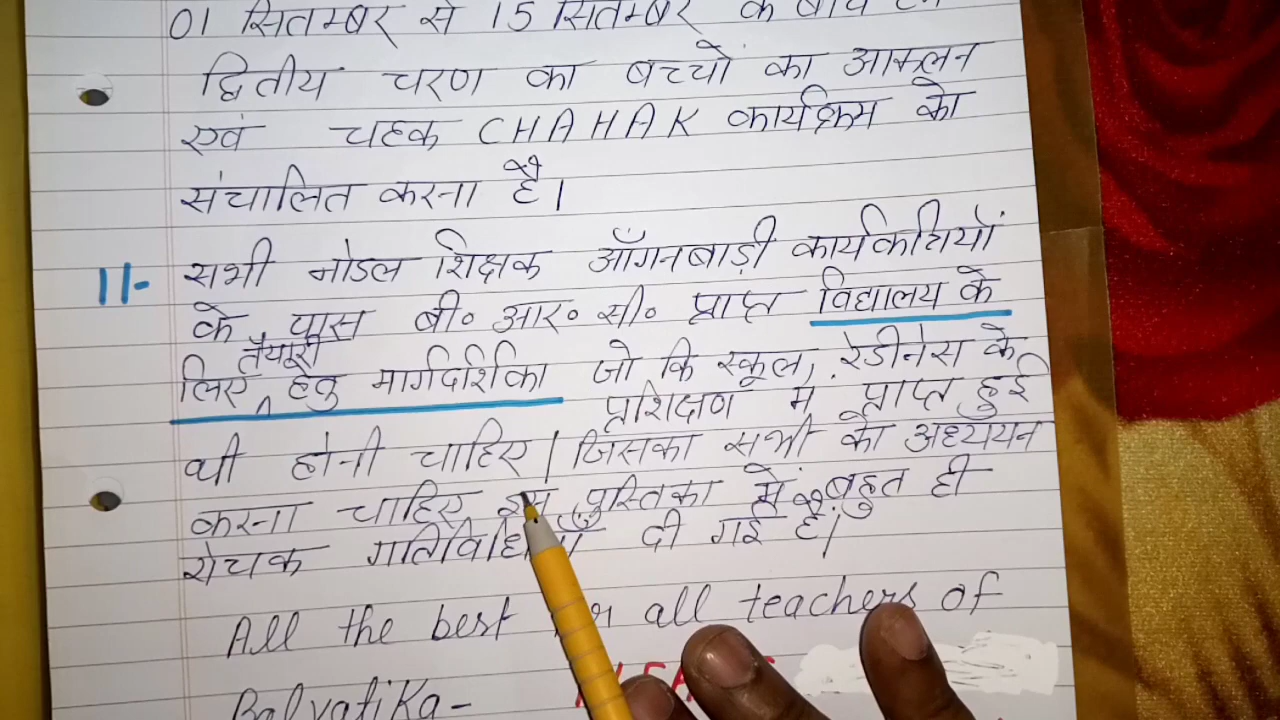 01 सितम्बर से 15 सितम्बर के बीच
द्वितीय चरण का बच्चों का आकलन
एवं चहक CHAHAK कार्यक्रम को
संचालित करना है।
11- सभी नोडल शिक्षक आँगनबाड़ी कार्यकत्रियों
के पास बी० आर० सी० प्राप्त विद्यालय के
लिए तैयारी हेतु मार्गदर्शिका जो कि स्कूल रेडीनेस के
प्रशिक्षण में प्राप्त हुई
थी होनी चाहिए। जिसका सभी को अध्ययन
करना चाहिए इस पुस्तिका में बहुत ही
रोचक गतिविधियाँ दी गई हैं।
All the best all teachers of
Balvatika-